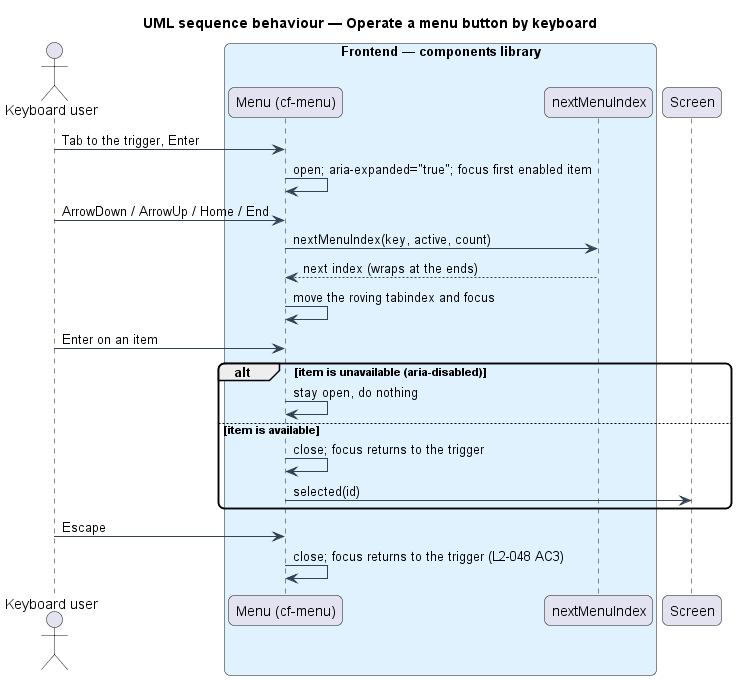 UML sequence behaviour — Operate a menu button by keyboard
Frontend — components library
Keyboard user
Menu (cf-menu)
nextMenuIndex
Screen
Tab to the trigger, Enter
open; aria-expanded="true"; focus first enabled item
ArrowDown / ArrowUp / Home / End
nextMenuIndex(key, active, count)
next index (wraps at the ends)
move the roving tabindex and focus
Enter on an item
alt
[item is unavailable (aria-disabled)]
stay open, do nothing
[item is available]
close; focus returns to the trigger
selected(id)
Escape
close; focus returns to the trigger (L2-048 AC3)
Keyboard user
Menu (cf-menu)
nextMenuIndex
Screen